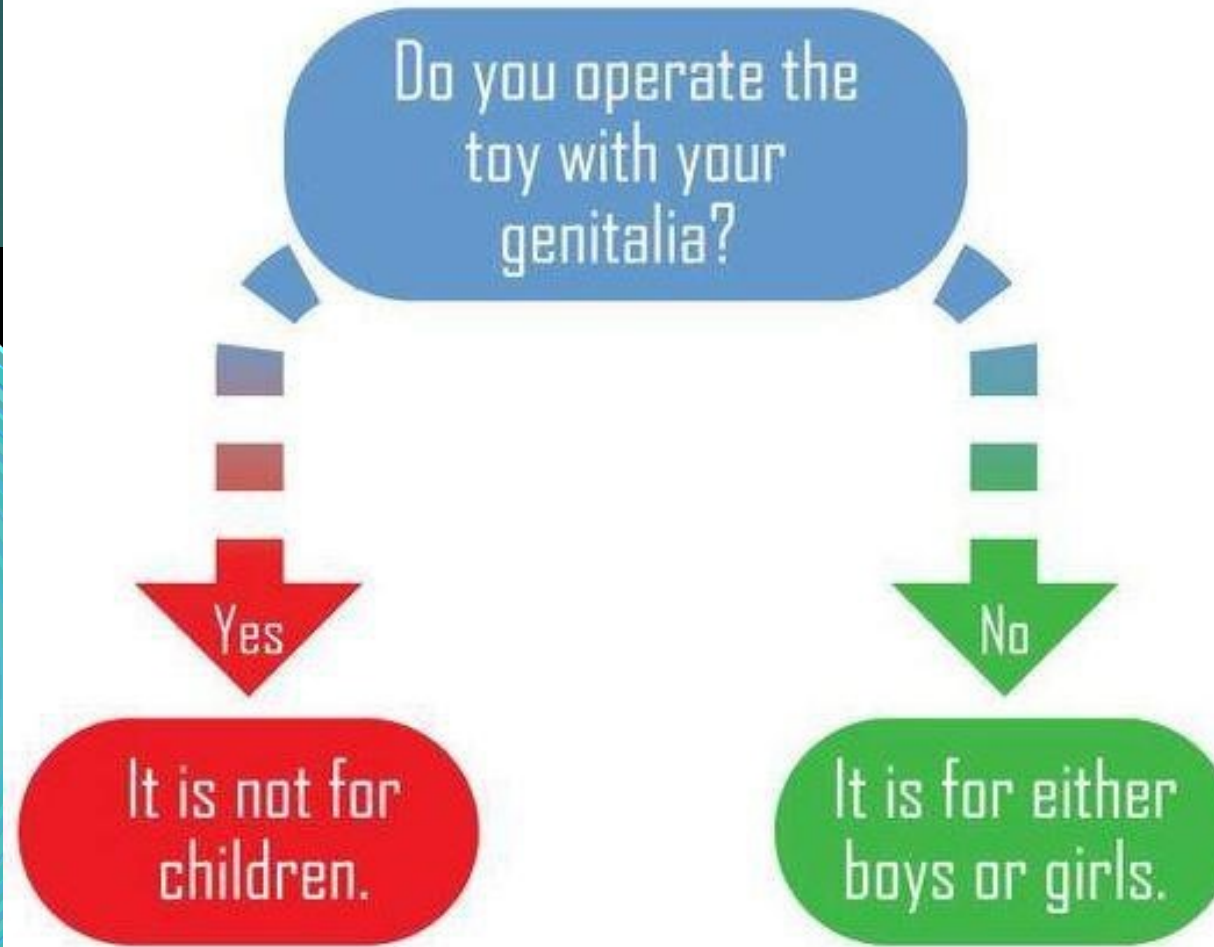 Do you operate the
toy with your
genitalia?
Yes
No
It is not for
children.
It is for either
boys or girls.